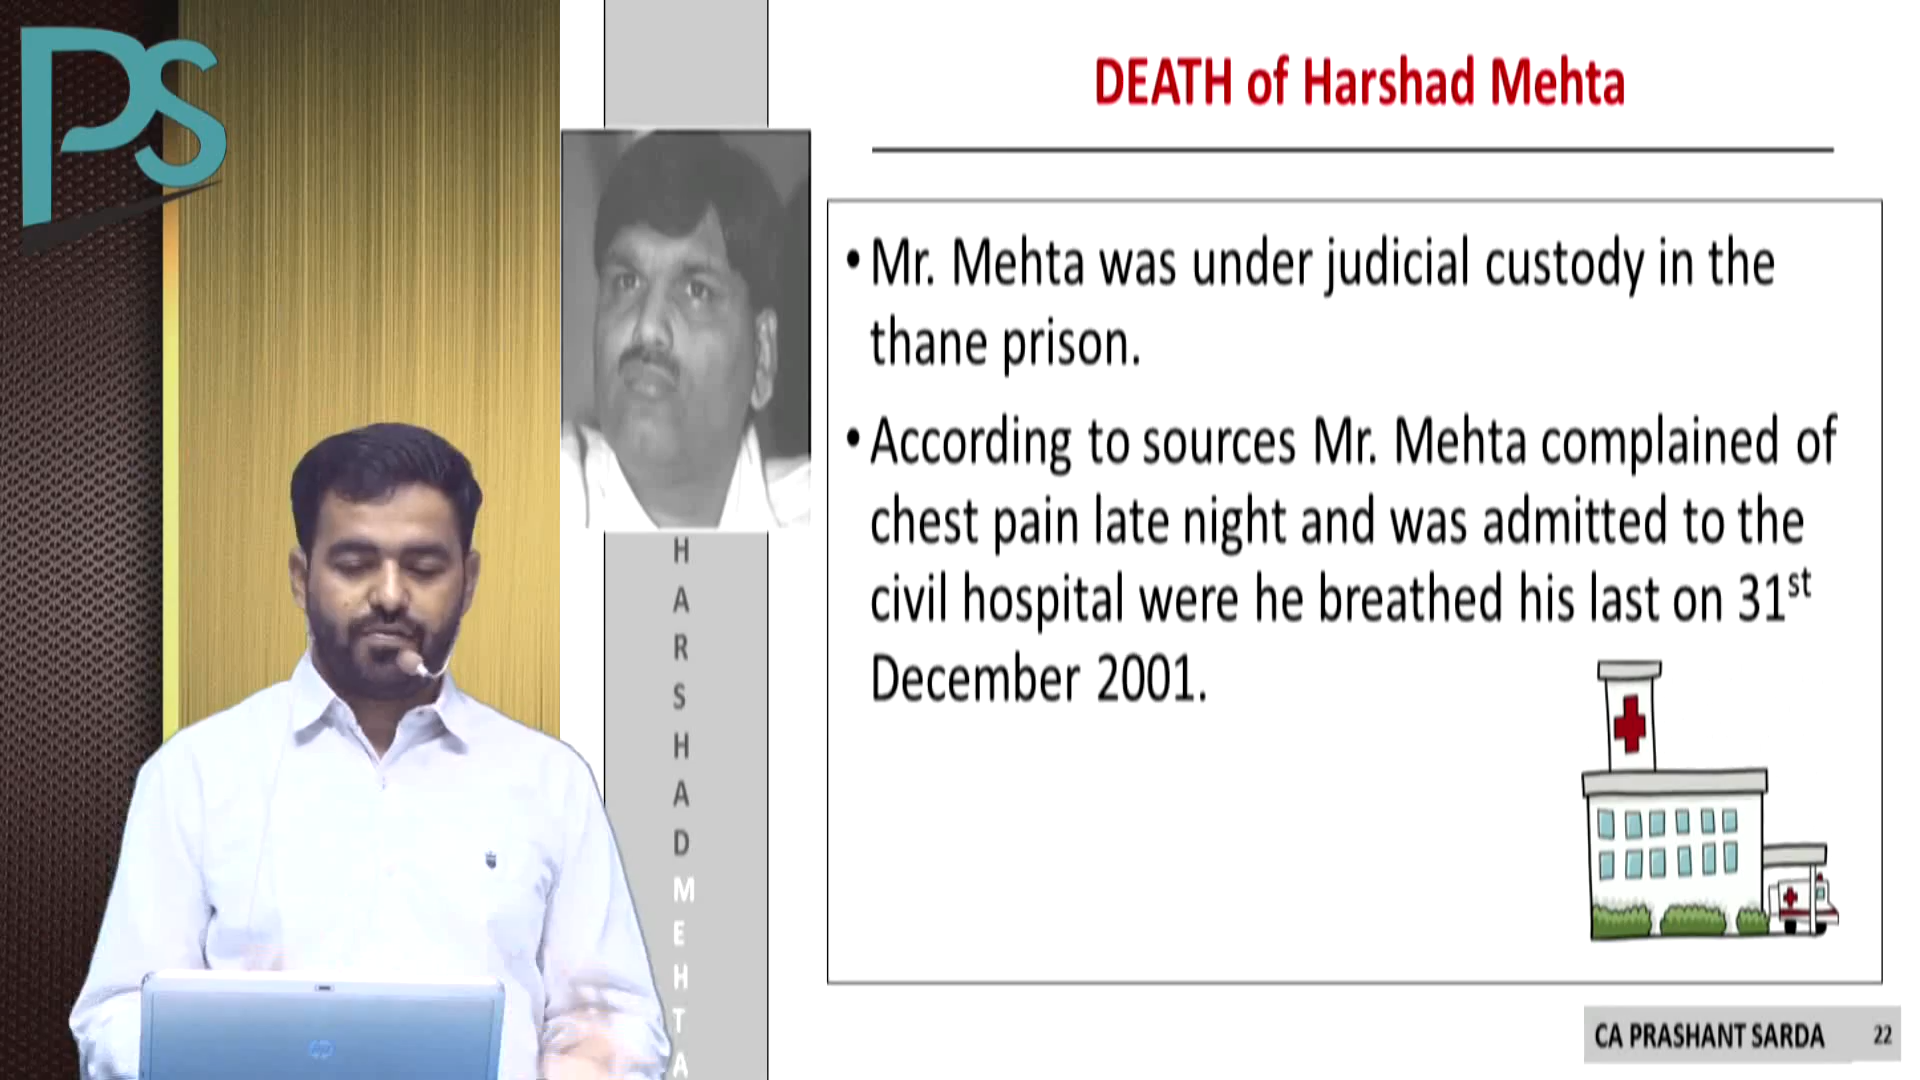 PS
DEATH of Harshad Mehta
• Mr. Mehta was under judicial custody in the
thane prison.
• According to sources Mr. Mehta complained of
chest pain late night and was admitted to the
civil hospital were he breathed his last on 31st
December 2001.
H
A
R
S
H
A
D
M
E
H
T
A
hp
CA PRASHANT SARDA 22